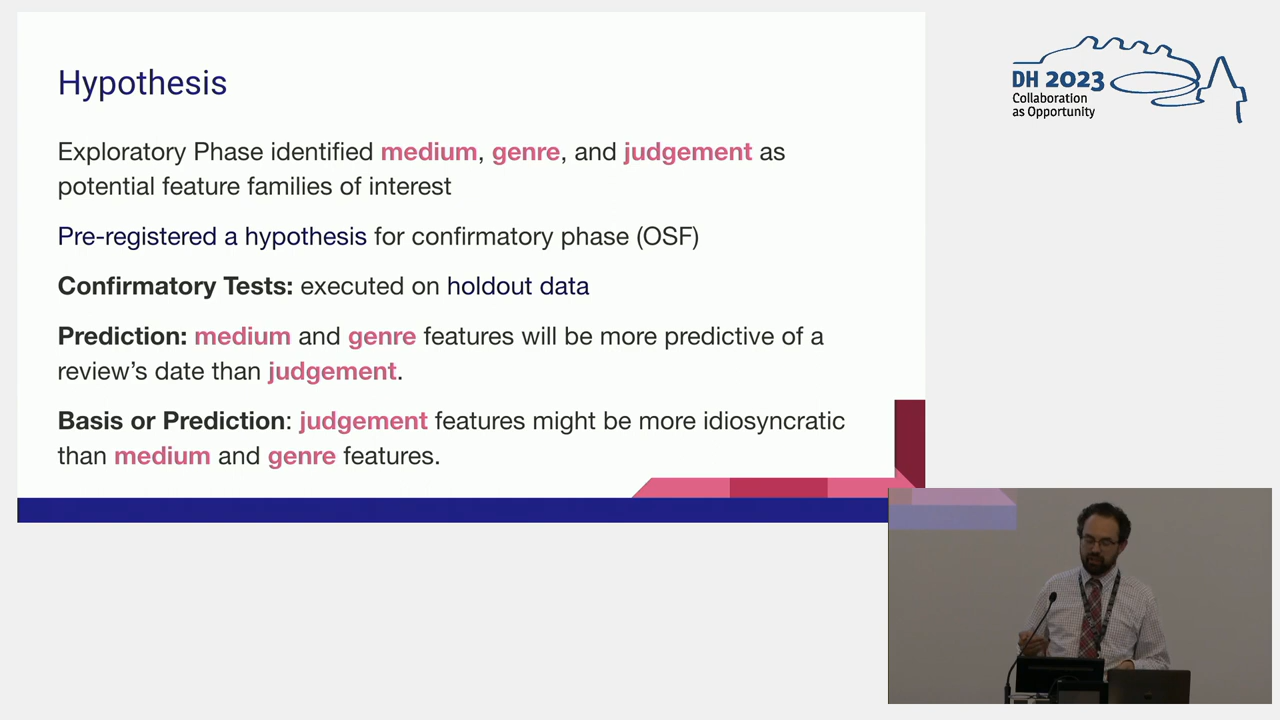 Hypothesis
Exploratory Phase identified medium, genre, and judgement as
potential feature families of interest
Pre-registered a hypothesis for confirmatory phase (OSF)
Confirmatory Tests: executed on holdout data
Prediction: medium and genre features will be more predictive of a
review’s date than judgement.
Basis or Prediction: judgement features might be more idiosyncratic
than medium and genre features.
DH 2023
Collaboration
as Opportunity